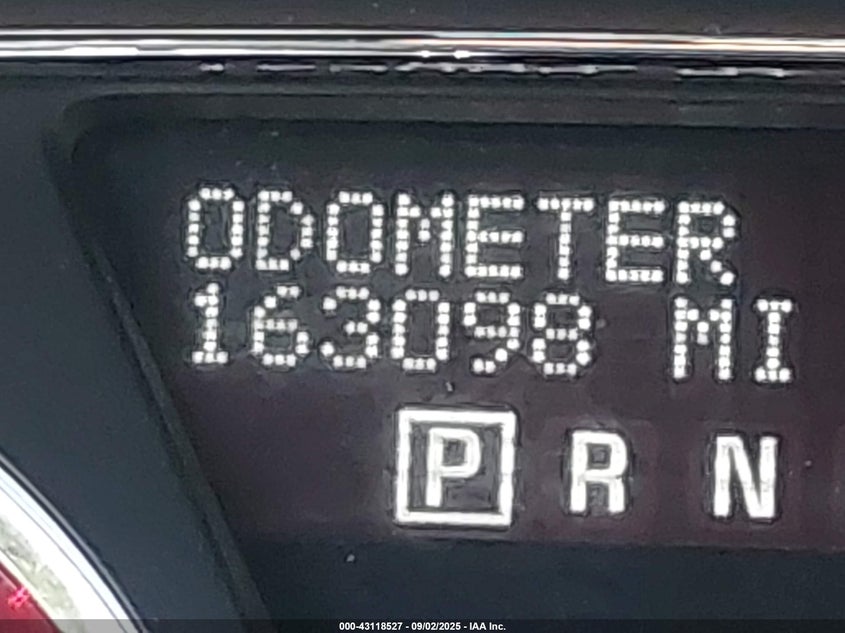 ODOMETER
163098 MI
P R N
000-43118527 - 09/02/2025 - IAA Inc.